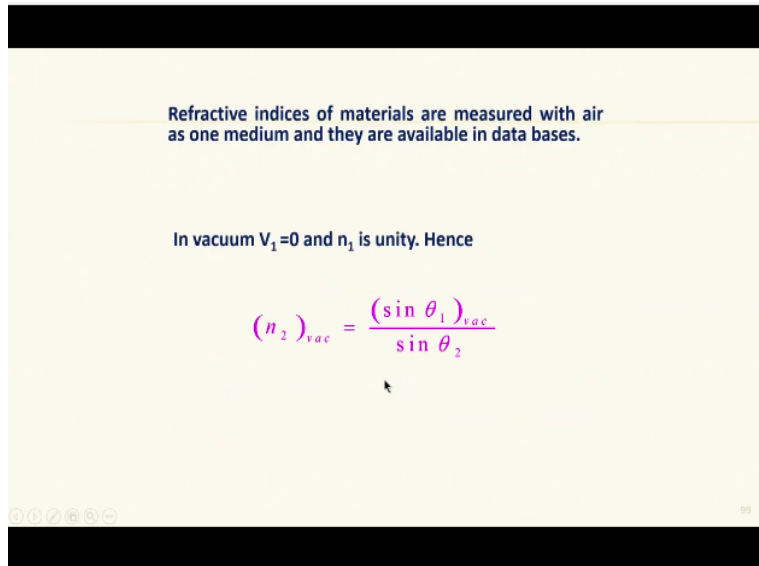 Refractive indices of materials are measured with air
as one medium and they are available in data bases.
In vacuum V₁=0 and n₁ is unity. Hence
(n₂)ᵥₐc = (sin θ₁)ᵥₐc / sin θ₂
99